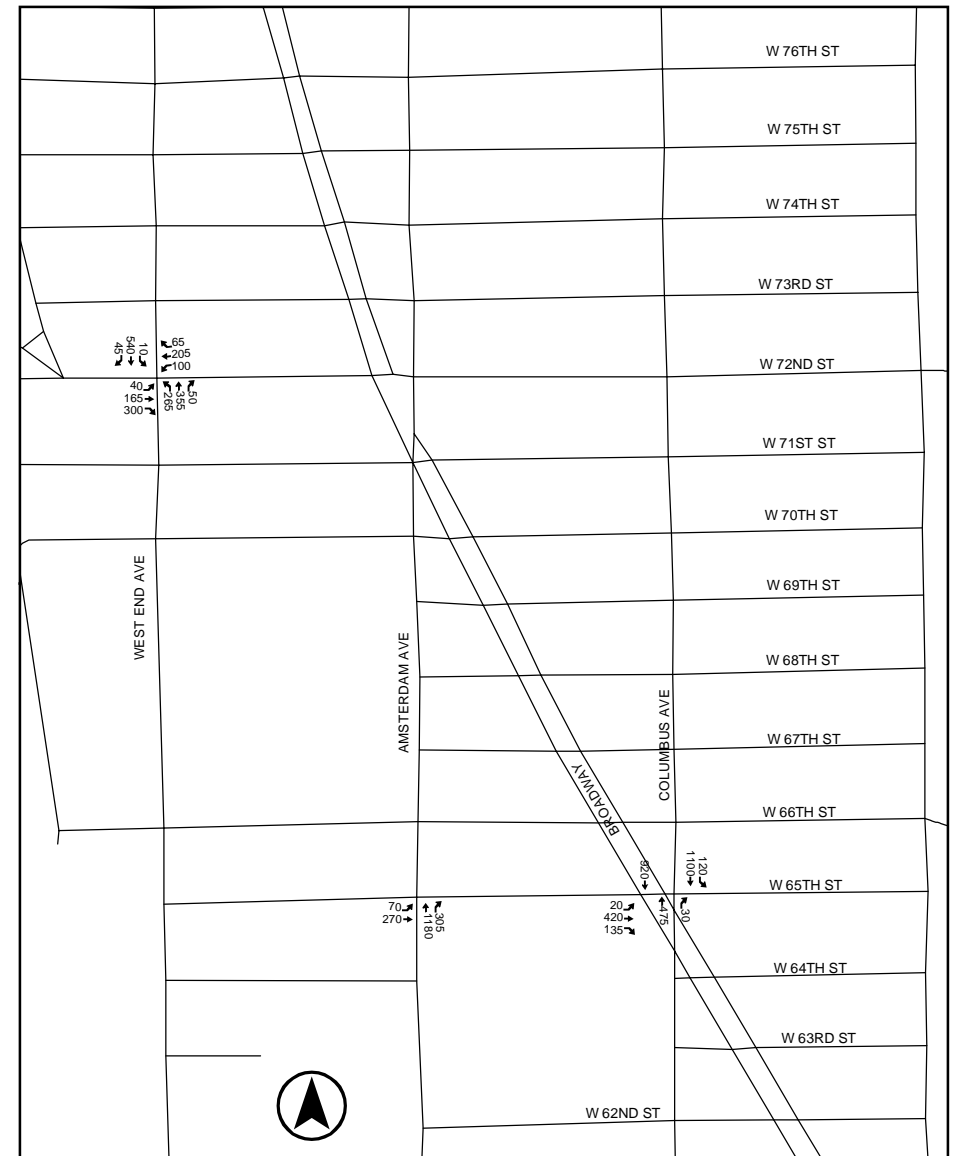 W 76TH ST
W 75TH ST
W 74TH ST
W 73RD ST
45
540
10
65
205
100
W 72ND ST
40
165
300
265
355
50
W 71ST ST
W 70TH ST
WEST END AVE
W 69TH ST
AMSTERDAM AVE
W 68TH ST
COLUMBUS AVE
W 67TH ST
BROADWAY
W 66TH ST
920
1100
120
W 65TH ST
70
270
1180
305
20
420
135
475
30
W 64TH ST
W 63RD ST
W 62ND ST